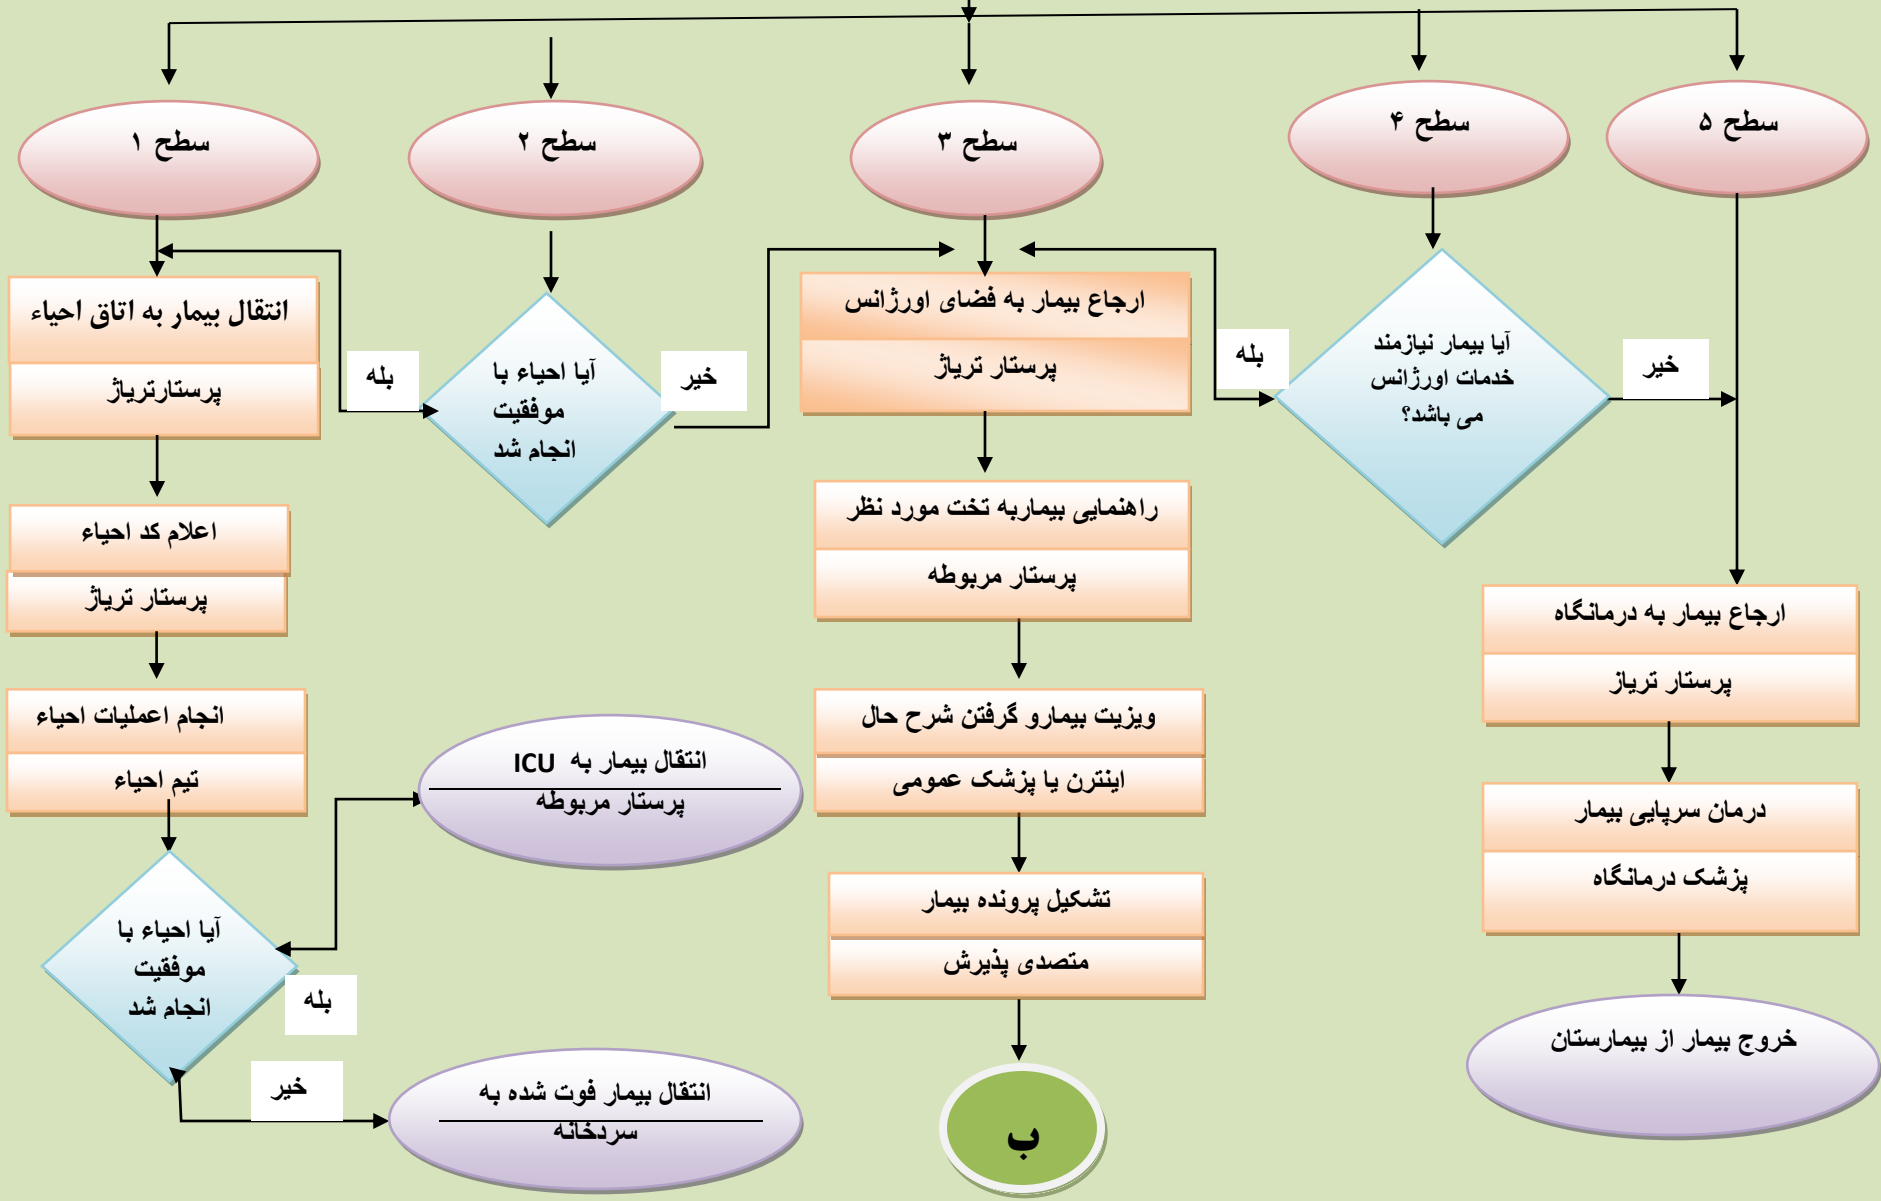 سطح ۱
سطح ۲
سطح ۳
سطح ۴
سطح ۵
انتقال بیمار به اتاق احیاء
پرستارتریاژ
اعلام کد احیاء
پرستار تریاژ
انجام اعملیات احیاء
تیم احیاء
آیا احیاء با
موفقیت
انجام شد
بله
خیر
انتقال بیمار به ICU
پرستار مربوطه
انتقال بیمار فوت شده به
سردخانه
آیا احیاء با
موفقیت
انجام شد
بله
خیر
ارجاع بیمار به فضای اورژانس
پرستار تریاژ
راهنمایی بیماربه تخت مورد نظر
پرستار مربوطه
ویزیت بیمارو گرفتن شرح حال
اینترن یا پزشک عمومی
تشکیل پرونده بیمار
متصدی پذیرش
ب
آیا بیمار نیازمند
خدمات اورژانس
می باشد؟
بله
خیر
ارجاع بیمار به درمانگاه
پرستار تریاز
درمان سرپایی بیمار
پزشک درمانگاه
خروج بیمار از بیمارستان